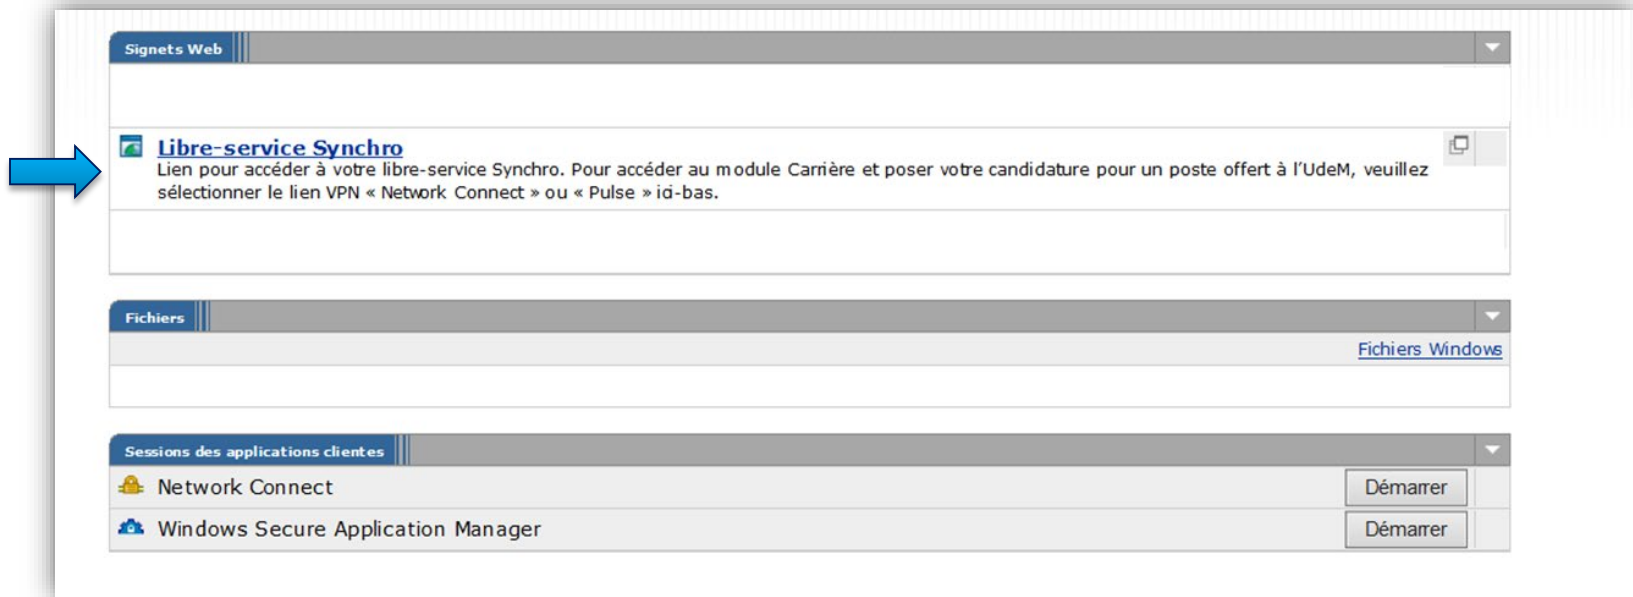 Signets Web
Libre-service Synchro
Lien pour accéder à votre libre-service Synchro. Pour accéder au module Carrière et poser votre candidature pour un poste offert à l'UdeM, veuillez
sélectionner le lien VPN « Network Connect » ou « Pulse » ici-bas.
Fichiers
Fichiers Windows
Sessions des applications clientes
Network Connect Démarrer
Windows Secure Application Manager Démarrer